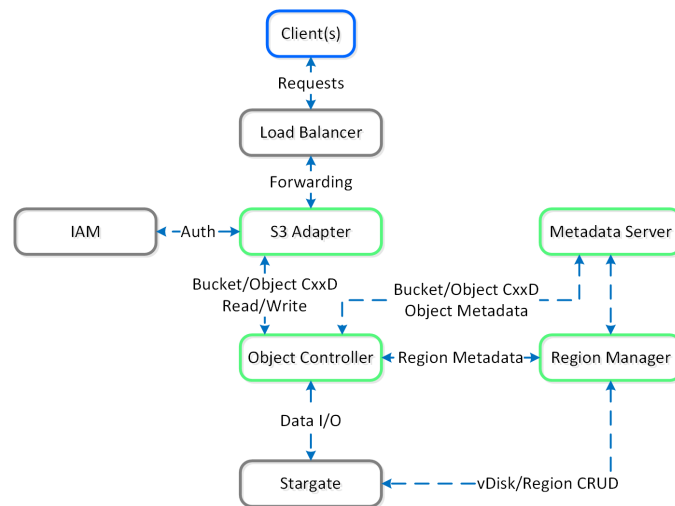 Client(s)
Requests
Load Balancer
Forwarding
IAM
Auth
S3 Adapter
Metadata Server
Bucket/Object CxxD
Read/Write
Bucket/Object CxxD
Object Metadata
Object Controller
Region Metadata
Region Manager
Data I/O
Stargate
vDisk/Region CRUD